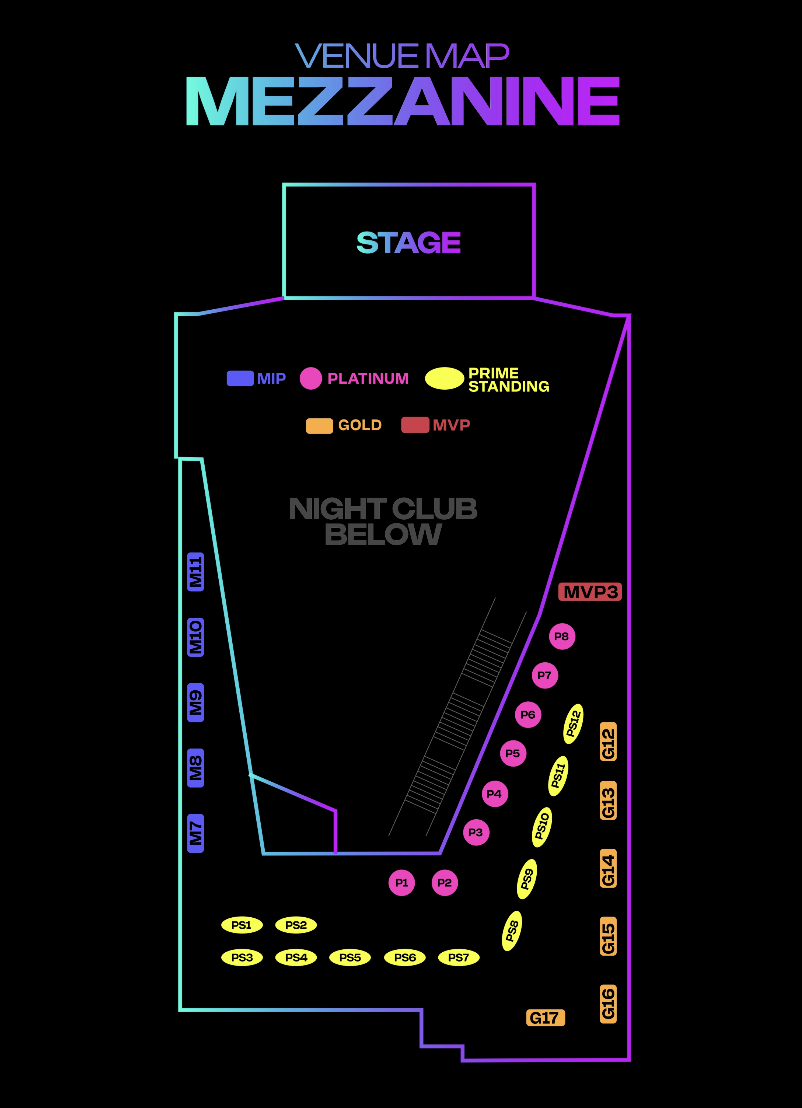 VENUE MAP
MEZZANINE
STAGE
MIP
PLATINUM
PRIME
STANDING
GOLD
MVP
NIGHT CLUB
BELOW
M11
M10
M9
M8
M7
MVP3
P8
P7
P6
P5
P4
P3
P1
P2
PS12
PS11
PS10
PS9
PS8
G12
G13
G14
G15
G16
G17
PS1
PS2
PS3
PS4
PS5
PS6
PS7